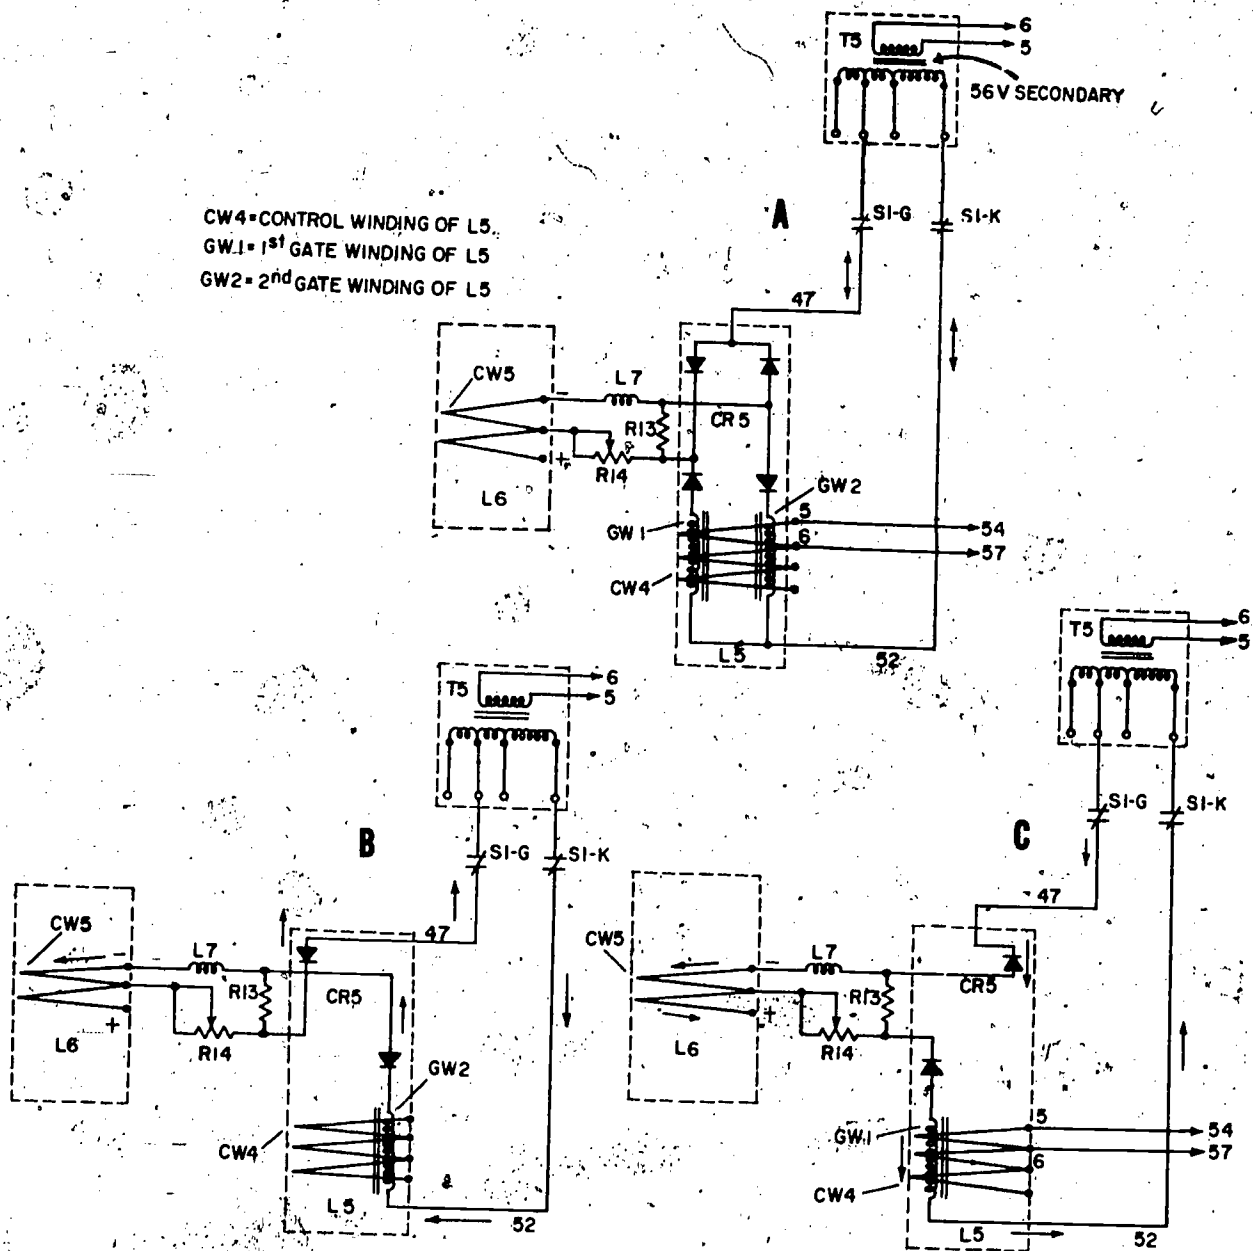 6
T5
5
56V SECONDARY
A
S1-G
S1-K
CW4=CONTROL WINDING OF L5.
GW1=1st GATE WINDING OF L5
GW2=2nd GATE WINDING OF L5
47
CW5
L7
-
R13
CR5
+
R14
L6
GW2
5
GW1
54
6
57
CW4
L5
52
6
T5
5
B
S1-G
S1-K
47
CW5
-
L7
R13
CR5
+
L6
R14
GW2
CW4
L5
52
6
T5
5
C
S1-G
S1-K
47
CW5
L7
-
R13
CR5
+
L6
R14
5
GW1
54
57
6
CW4
L5
52